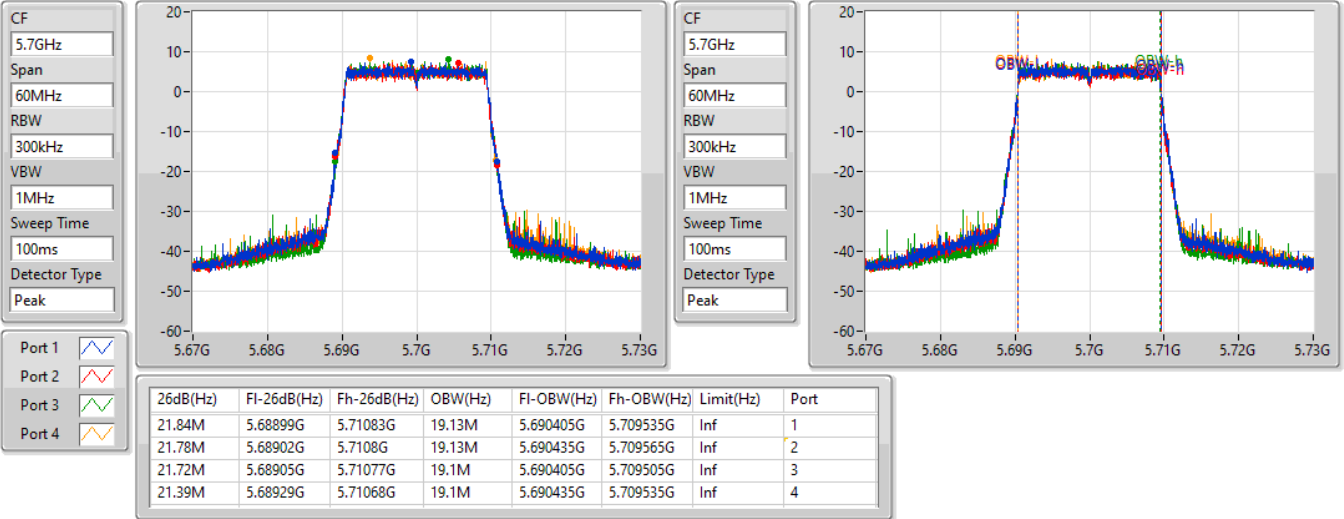 CF
5.7GHz
Span
60MHz
RBW
300kHz
VBW
1MHz
Sweep Time
100ms
Detector Type
Peak
20
10
0
-10
-20
-30
-40
-50
-60
5.67G 5.68G 5.69G 5.7G 5.71G 5.72G 5.73G
CF
5.7GHz
Span
60MHz
RBW
300kHz
VBW
1MHz
Sweep Time
100ms
Detector Type
Peak
20
10
0
-10
-20
-30
-40
-50
-60
OBW-l OBW-h
5.67G 5.68G 5.69G 5.7G 5.71G 5.72G 5.73G
Port 1
Port 2
Port 3
Port 4
26dB(Hz) Fl-26dB(Hz) Fh-26dB(Hz) OBW(Hz) Fl-OBW(Hz) Fh-OBW(Hz) Limit(Hz) Port
21.84M 5.68899G 5.71083G 19.13M 5.690405G 5.709535G Inf 1
21.78M 5.68902G 5.7108G 19.13M 5.690435G 5.709565G Inf 2
21.72M 5.68905G 5.71077G 19.1M 5.690405G 5.709505G Inf 3
21.39M 5.68929G 5.71068G 19.1M 5.690435G 5.709535G Inf 4